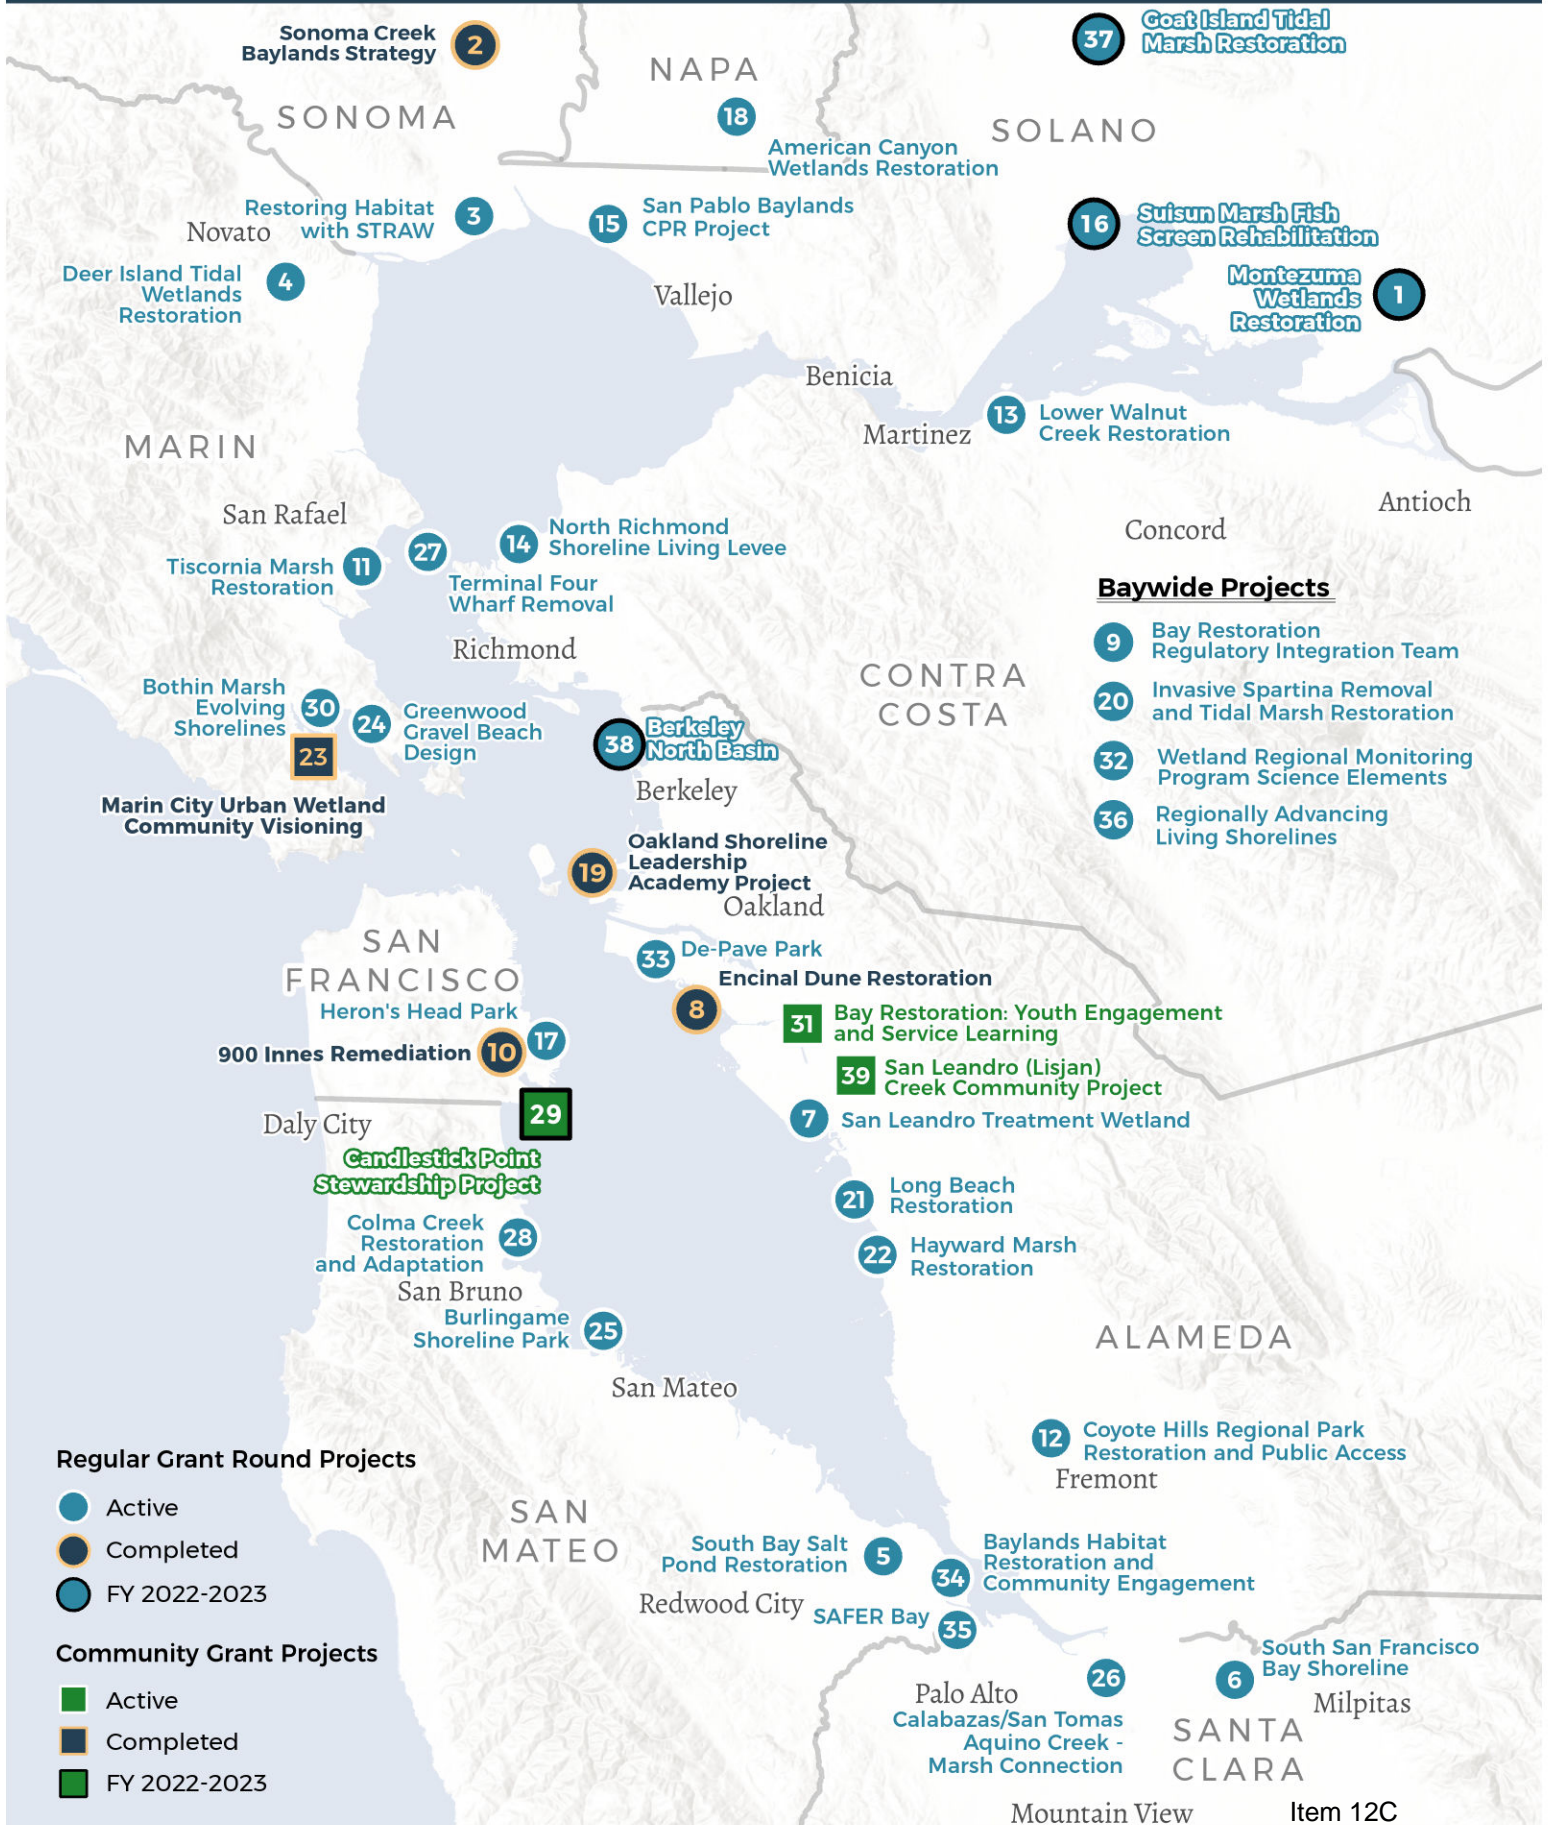 Sonoma Creek
Baylands Strategy
2
37
Goat Island Tidal
Marsh Restoration
NAPA
SONOMA
18
American Canyon
Wetlands Restoration
SOLANO
Restoring Habitat
with STRAW
3
Novato
15
San Pablo Baylands
CPR Project
16
Suisun Marsh Fish
Screen Rehabilitation
Deer Island Tidal
Wetlands
Restoration
4
Vallejo
Montezuma
Wetlands
Restoration
1
Benicia
13
Lower Walnut
Creek Restoration
Martinez
MARIN
San Rafael
Antioch
Concord
Tiscornia Marsh
Restoration
11
27
Terminal Four
Wharf Removal
14
North Richmond
Shoreline Living Levee
Richmond
Baywide Projects
9
Bay Restoration
Regulatory Integration Team
20
Invasive Spartina Removal
and Tidal Marsh Restoration
32
Wetland Regional Monitoring
Program Science Elements
36
Regionally Advancing
Living Shorelines
CONTRA
COSTA
Bothin Marsh
Evolving
Shorelines
30
24
Greenwood
Gravel Beach
Design
23
Marin City Urban Wetland
Community Visioning
38
Berkeley
North Basin
Berkeley
19
Oakland Shoreline
Leadership
Academy Project
Oakland
SAN
FRANCISCO
33
De-Pave Park
Encinal Dune Restoration
8
Heron's Head Park
17
900 Innes Remediation
10
31
Bay Restoration: Youth Engagement
and Service Learning
39
San Leandro (Lisjan)
Creek Community Project
29
Daly City
Candlestick Point
Stewardship Project
7
San Leandro Treatment Wetland
21
Long Beach
Restoration
Colma Creek
Restoration
and Adaptation
28
22
Hayward Marsh
Restoration
San Bruno
Burlingame
Shoreline Park
25
ALAMEDA
San Mateo
12
Coyote Hills Regional Park
Restoration and Public Access
Fremont
Regular Grant Round Projects
Active
Completed
FY 2022-2023
Community Grant Projects
Active
Completed
FY 2022-2023
SAN
MATEO
South Bay Salt
Pond Restoration
5
34
Baylands Habitat
Restoration and
Community Engagement
Redwood City
SAFER Bay
35
Palo Alto
26
Calabazas/San Tomas
Aquino Creek -
Marsh Connection
6
South San Francisco
Bay Shoreline
Milpitas
SANTA
CLARA
Mountain View
Item 12C